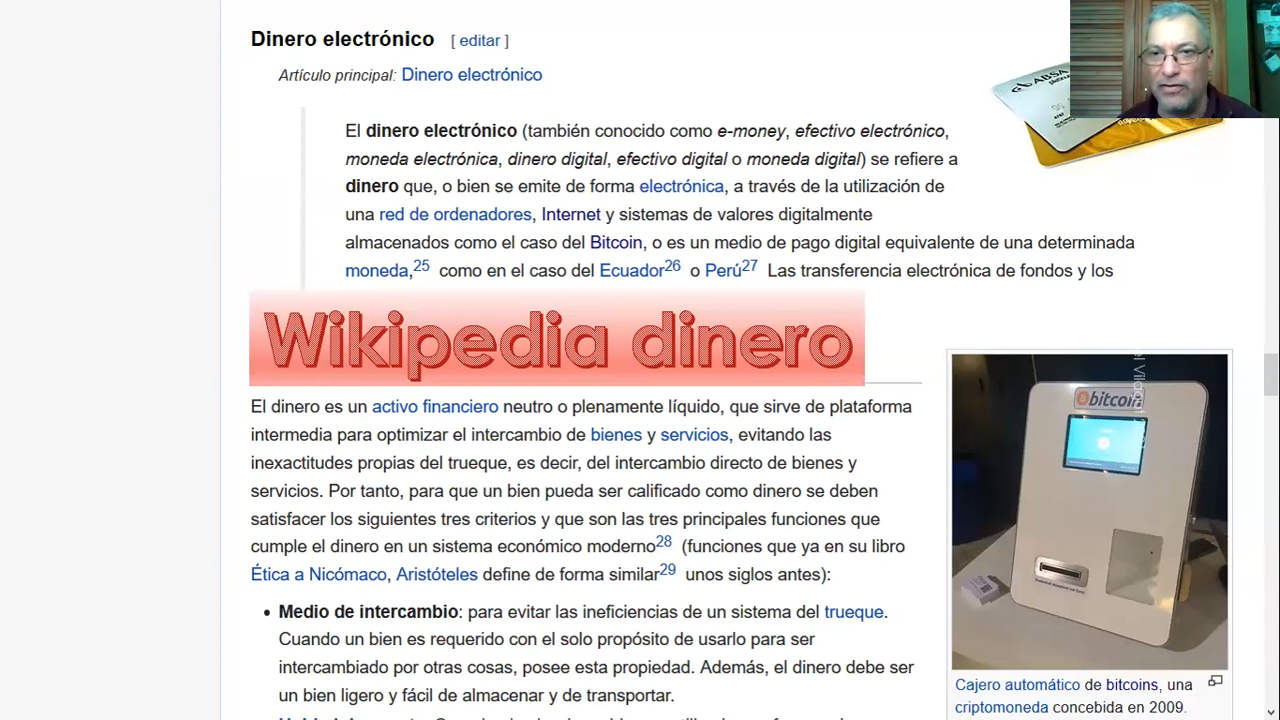 Dinero electrónico [ editar ]
Artículo principal: Dinero electrónico
ABSA
El dinero electrónico (también conocido como e-money, efectivo electrónico,
moneda electrónica, dinero digital, efectivo digital o moneda digital) se refiere a
dinero que, o bien se emite de forma electrónica, a través de la utilización de
una red de ordenadores, Internet y sistemas de valores digitalmente
almacenados como el caso del Bitcoin, o es un medio de pago digital equivalente de una determinada
moneda,25 como en el caso del Ecuador26 o Perú27 Las transferencia electrónica de fondos y los
Wikipedia dinero
El dinero es un activo financiero neutro o plenamente líquido, que sirve de plataforma
intermedia para optimizar el intercambio de bienes y servicios, evitando las
inexactitudes propias del trueque, es decir, del intercambio directo de bienes y
servicios. Por tanto, para que un bien pueda ser calificado como dinero se deben
satisfacer los siguientes tres criterios y que son las tres principales funciones que
cumple el dinero en un sistema económico moderno28 (funciones que ya en su libro
Ética a Nicómaco, Aristóteles define de forma similar29 unos siglos antes):
• Medio de intercambio: para evitar las ineficiencias de un sistema del trueque.
Cuando un bien es requerido con el solo propósito de usarlo para ser
intercambiado por otras cosas, posee esta propiedad. Además, el dinero debe ser
un bien ligero y fácil de almacenar y de transportar.
bitcoin
Cajero automático de bitcoins, una
criptomoneda concebida en 2009.